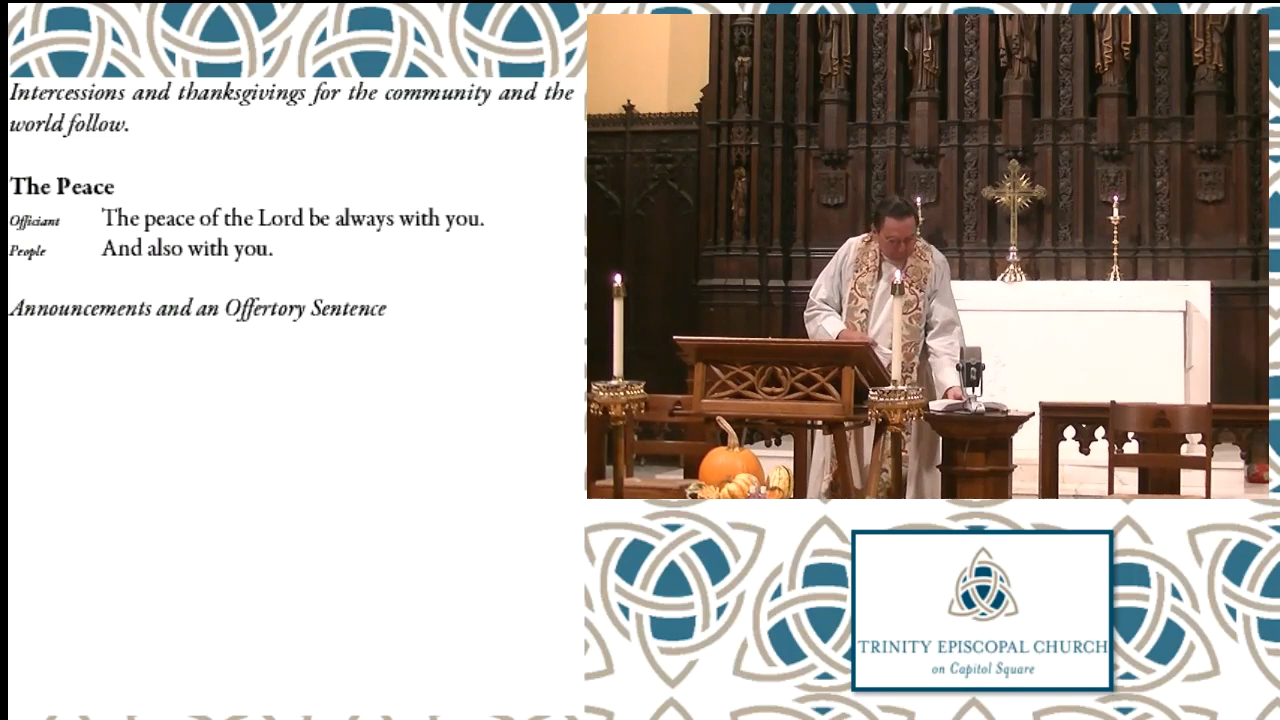 Intercessions and thanksgivings for the community and the
world follow.
The Peace
Officiant The peace of the Lord be always with you.
People And also with you.
Announcements and an Offertory Sentence
TRINITY EPISCOPAL CHURCH
on Capitol Square